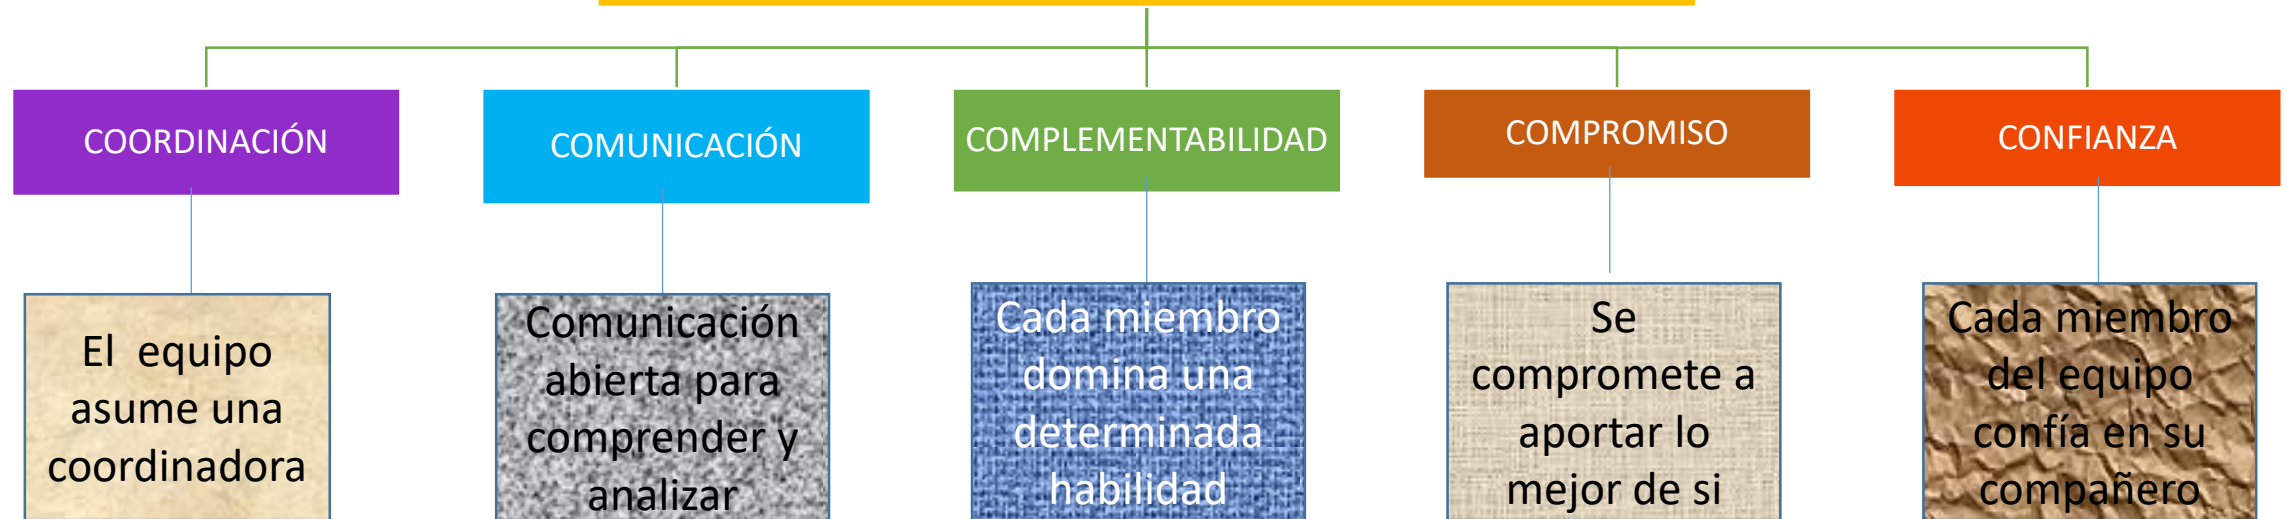 COORDINACIÓN
COMUNICACIÓN
COMPLEMENTABILIDAD
COMPROMISO
CONFIANZA
El equipo
asume una
coordinadora
Comunicación
abierta para
comprender y
analizar
Cada miembro
domina una
determinada
habilidad
Se
compromete a
aportar lo
mejor de si
Cada miembro
del equipo
confía en su
compañero